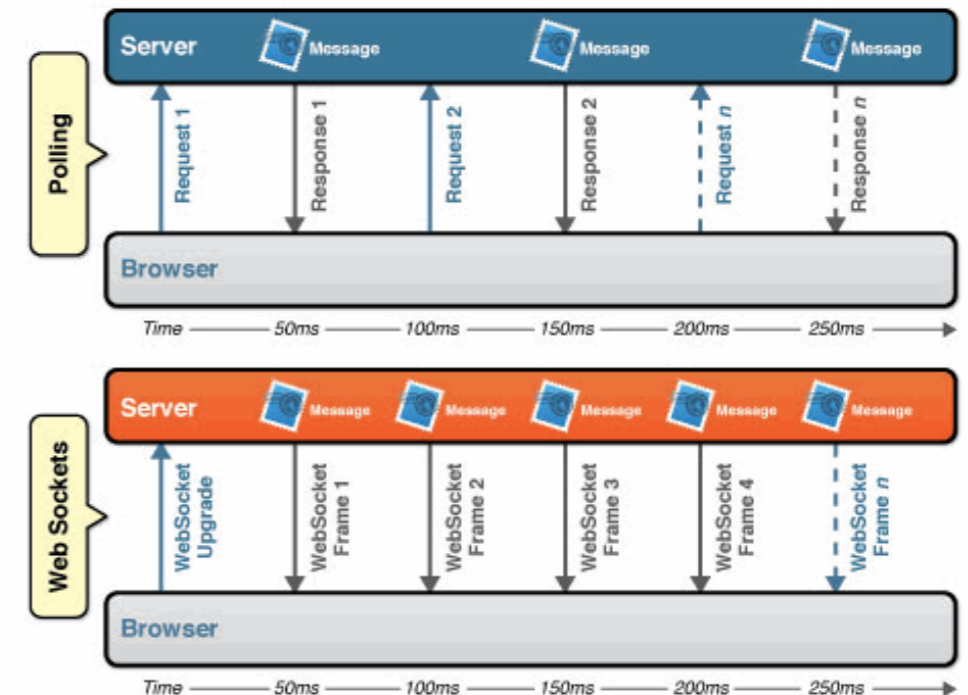 Polling
Server
Message
Message
Message
Request 1
Response 1
Request 2
Response 2
Request n
Response n
Browser
Time 50ms 100ms 150ms 200ms 250ms
Web Sockets
Server
Message
Message
Message
Message
Message
WebSocket
Upgrade
WebSocket
Frame 1
WebSocket
Frame 2
WebSocket
Frame 3
WebSocket
Frame 4
WebSocket
Frame n
Browser
Time 50ms 100ms 150ms 200ms 250ms